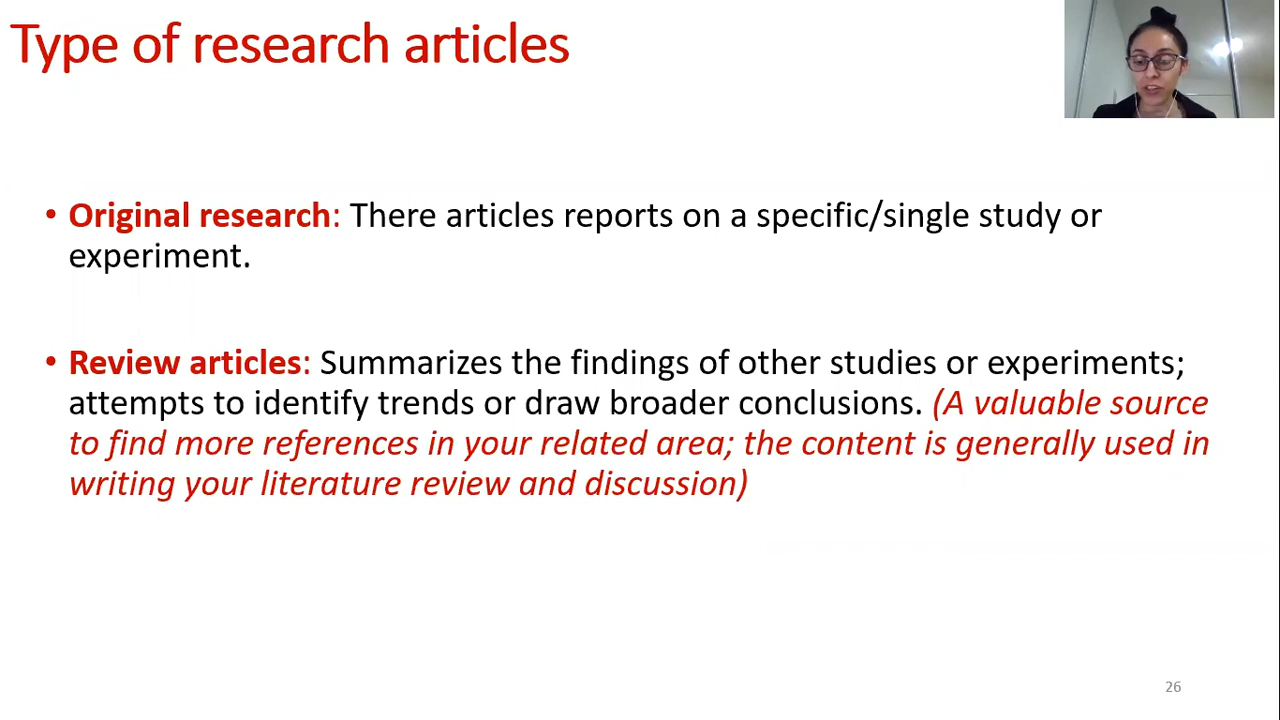 Type of research articles
• Original research: There articles reports on a specific/single study or
experiment.
• Review articles: Summarizes the findings of other studies or experiments;
attempts to identify trends or draw broader conclusions. (A valuable source
to find more references in your related area; the content is generally used in
writing your literature review and discussion)
26